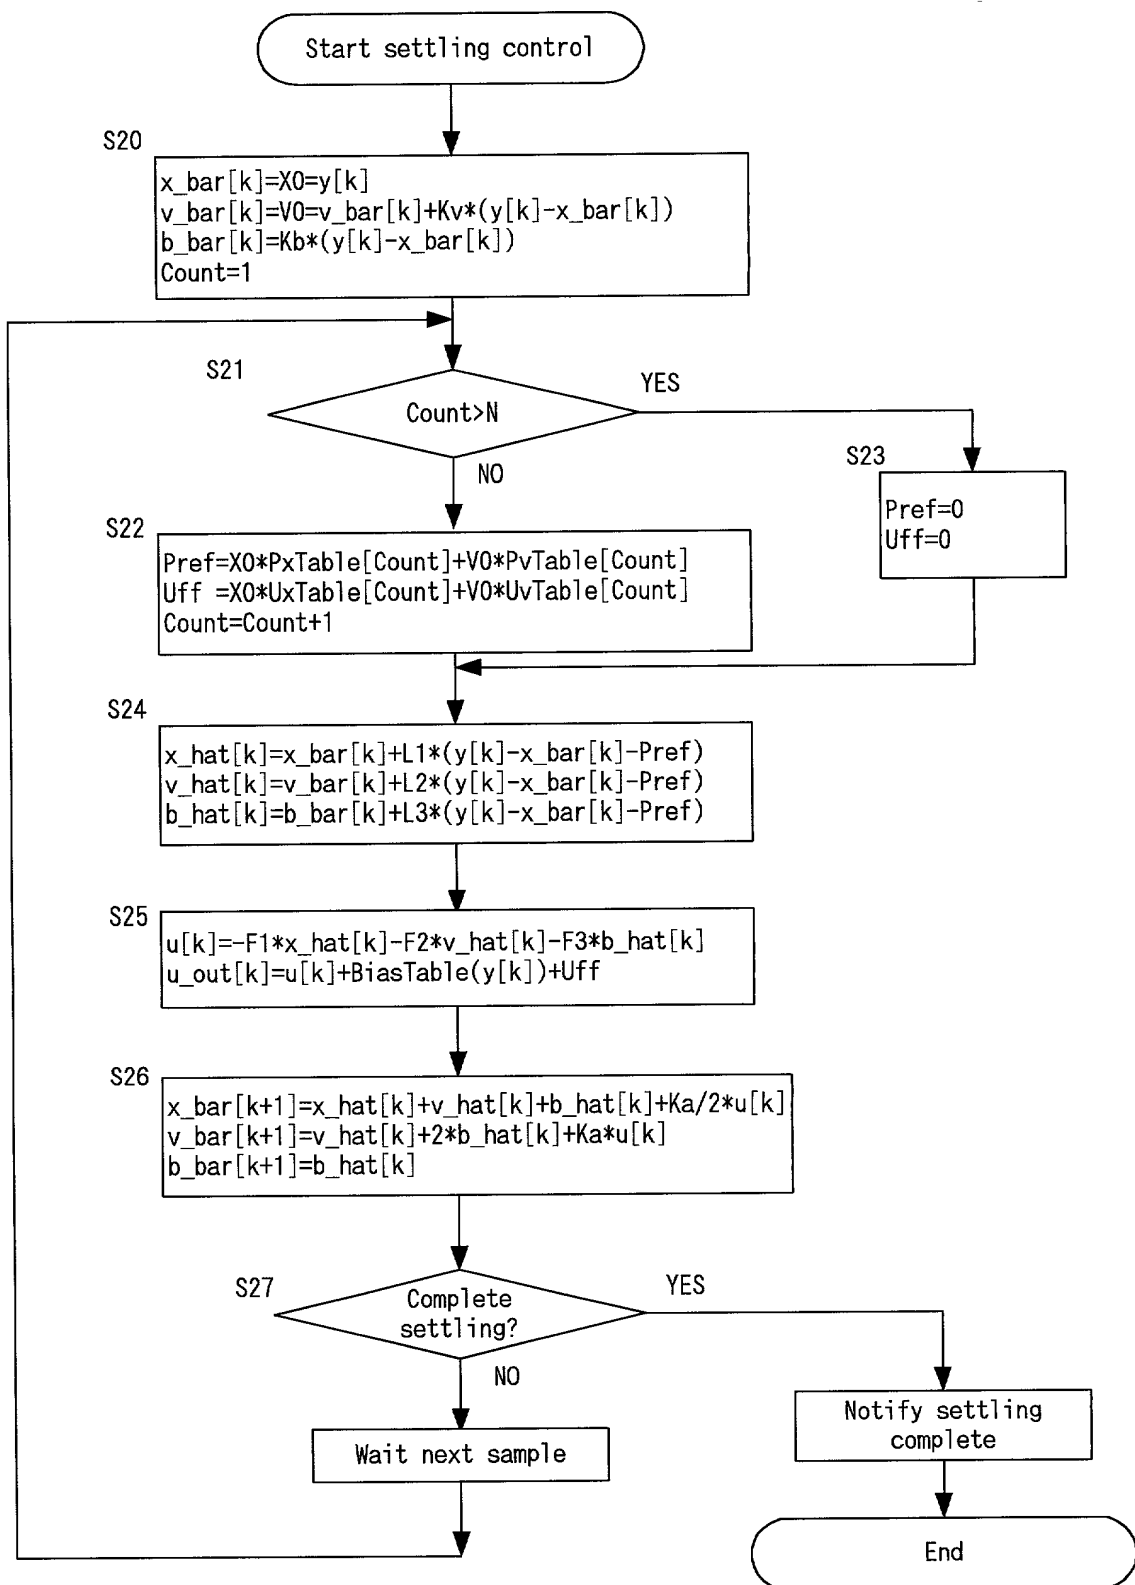 Start settling control
S20
x_bar[k]=X0=y[k]
v_bar[k]=V0=v_bar[k]+Kv*(y[k]-x_bar[k])
b_bar[k]=Kb*(y[k]-x_bar[k])
Count=1
S21
Count>N
YES
NO
S23
Pref=0
Uff=0
S22
Pref=X0*PxTable[Count]+V0*PvTable[Count]
Uff =X0*UxTable[Count]+V0*UvTable[Count]
Count=Count+1
S24
x_hat[k]=x_bar[k]+L1*(y[k]-x_bar[k]-Pref)
v_hat[k]=v_bar[k]+L2*(y[k]-x_bar[k]-Pref)
b_hat[k]=b_bar[k]+L3*(y[k]-x_bar[k]-Pref)
S25
u[k]=-F1*x_hat[k]-F2*v_hat[k]-F3*b_hat[k]
u_out[k]=u[k]+BiasTable(y[k])+Uff
S26
x_bar[k+1]=x_hat[k]+v_hat[k]+b_hat[k]+Ka/2*u[k]
v_bar[k+1]=v_hat[k]+2*b_hat[k]+Ka*u[k]
b_bar[k+1]=b_hat[k]
S27
Complete
settling?
YES
NO
Wait next sample
Notify settling
complete
End